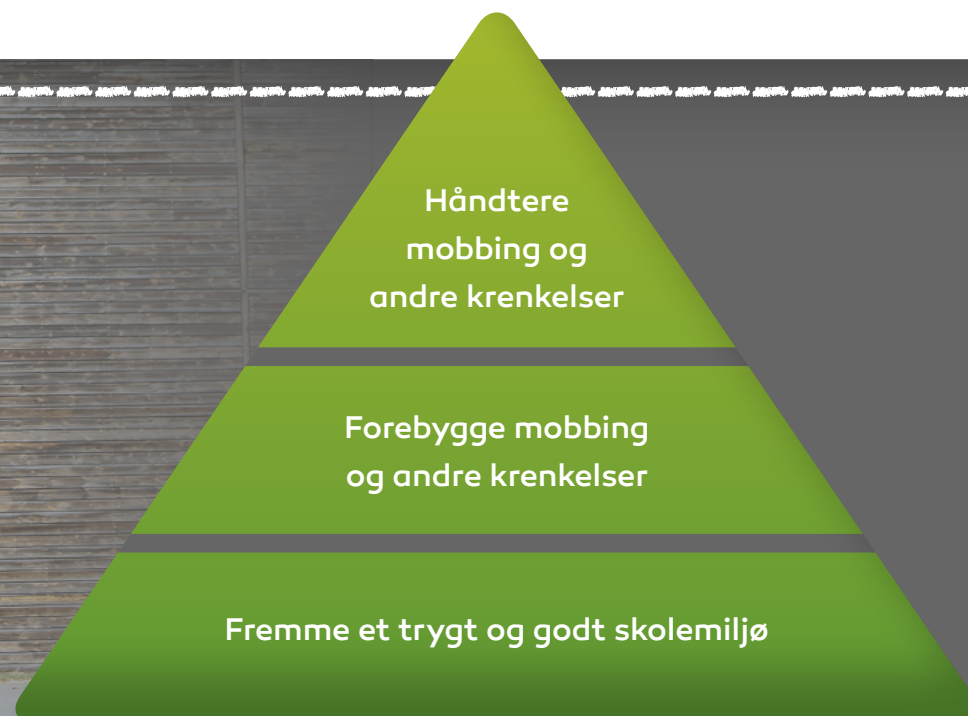 Håndtere
mobbing og
andre krenkelser
Forebygge mobbing
og andre krenkelser
Fremme et trygt og godt skolemiljø